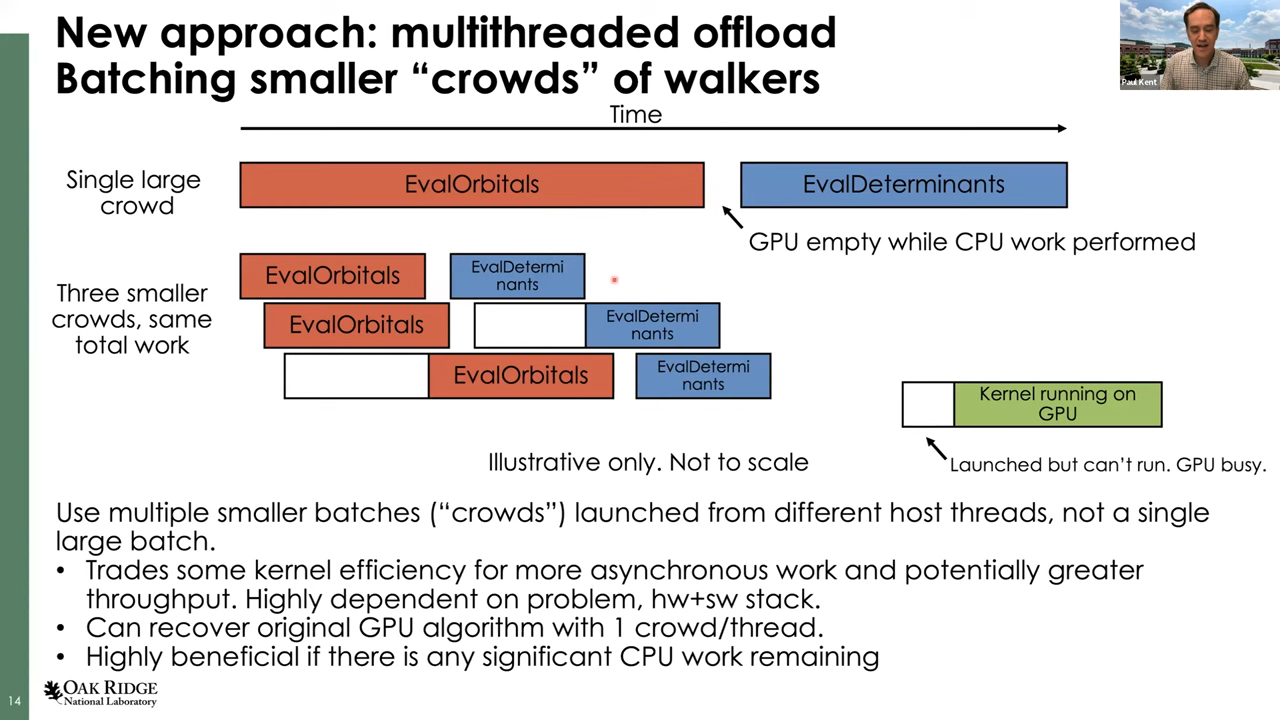 New approach: multithreaded offload
Batching smaller “crowds” of walkers
Paul Kent
Time
Single large
crowd
EvalOrbitals
EvalDeterminants
GPU empty while CPU work performed
Three smaller
crowds, same
total work
EvalOrbitals
EvalDetermi
nants
EvalOrbitals
EvalDetermi
nants
EvalOrbitals
EvalDetermi
nants
Kernel running on
GPU
Launched but can’t run. GPU busy.
Illustrative only. Not to scale
Use multiple smaller batches (“crowds”) launched from different host threads, not a single
large batch.
• Trades some kernel efficiency for more asynchronous work and potentially greater
throughput. Highly dependent on problem, hw+sw stack.
• Can recover original GPU algorithm with 1 crowd/thread.
• Highly beneficial if there is any significant CPU work remaining
14
OAK RIDGE
National Laboratory